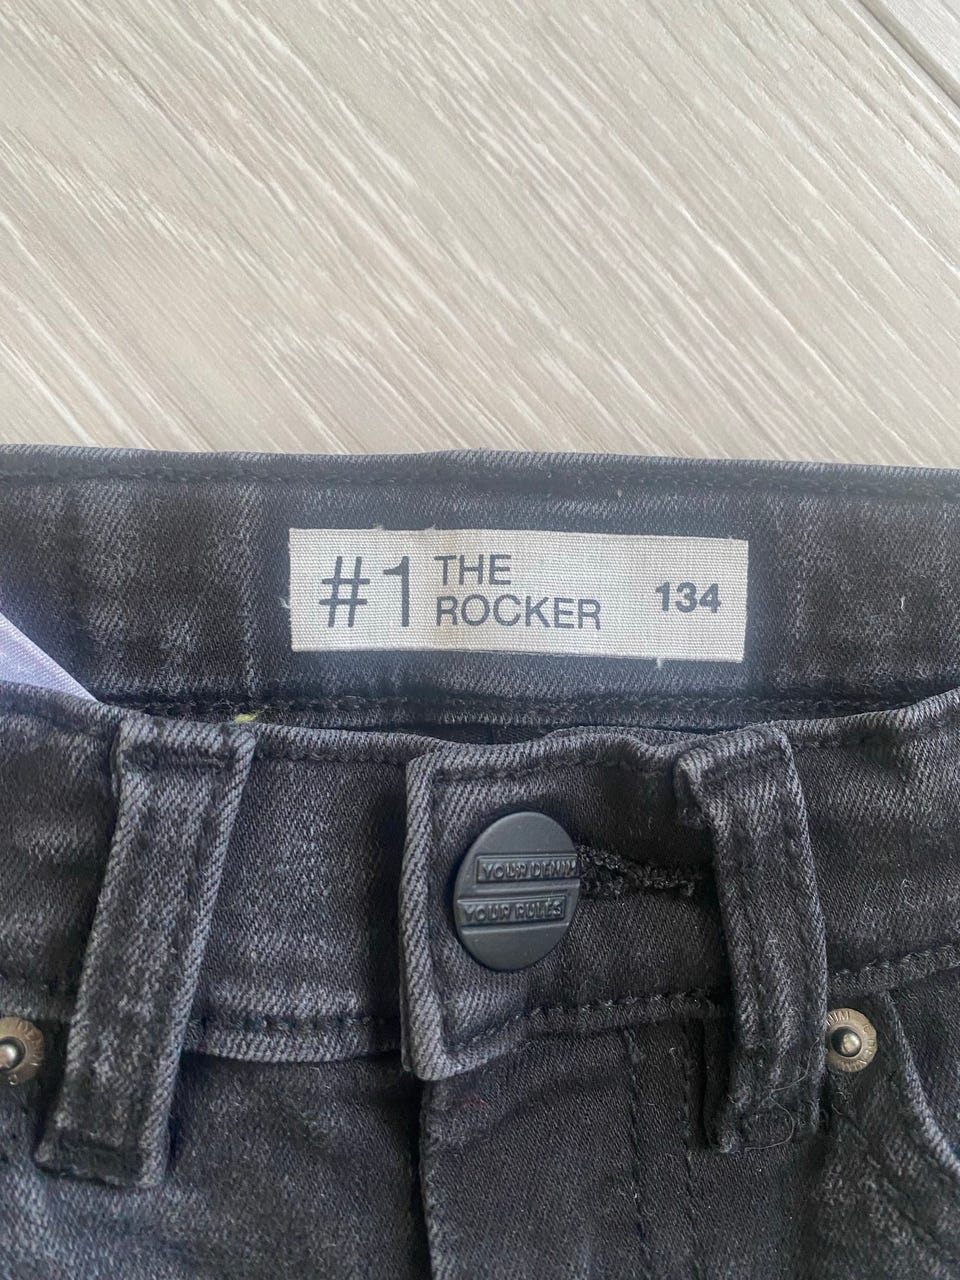 #1 THE
ROCKER
134
YOUR DENIM
YOUR RULES